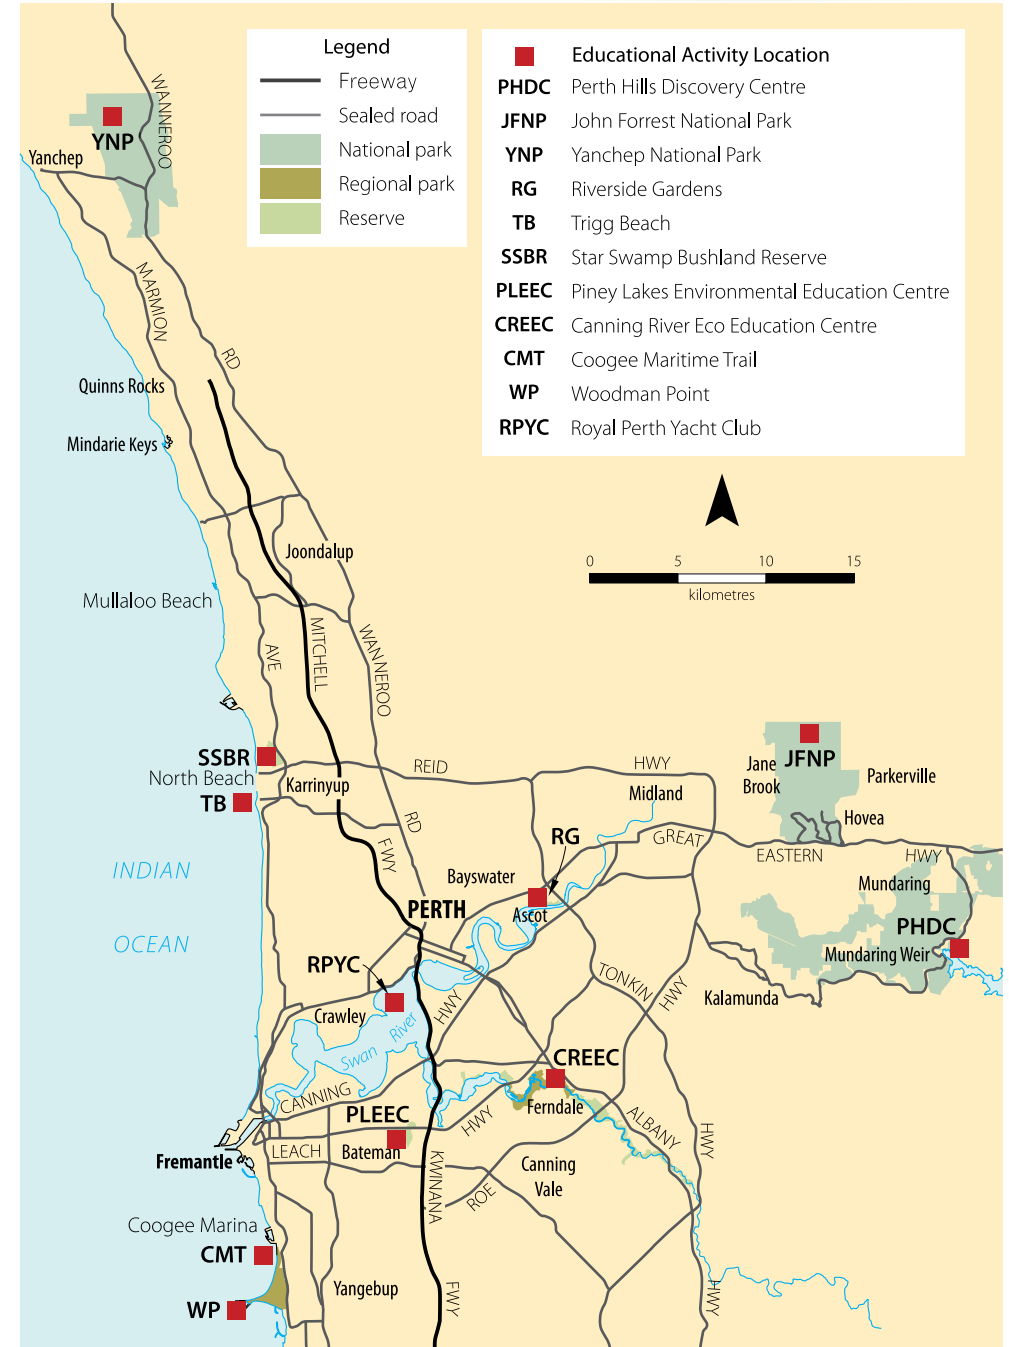 Legend
Freeway
Sealed road
National park
Regional park
Reserve
Educational Activity Location
PHDC Perth Hills Discovery Centre
JFNP John Forrest National Park
YNP Yanchep National Park
RG Riverside Gardens
TB Trigg Beach
SSBR Star Swamp Bushland Reserve
PLEEC Piney Lakes Environmental Education Centre
CREEC Canning River Eco Education Centre
CMT Coogee Maritime Trail
WP Woodman Point
RPYC Royal Perth Yacht Club
0 5 10 15
kilometres
WANNEROO
YNP
Yanchep
MARMION
RD
Quinns Rocks
Mindarie Keys
Joondalup
Mullaloo Beach
MITCHELL
WANNEROO
AVE
SSBR
North Beach
TB
Karrinyup
REID
HWY
Midland
Jane
Brook
JFNP
Parkerville
Hovea
RD
FWY
RG
GREAT
EASTERN
HWY
INDIAN
OCEAN
Bayswater
PERTH
Ascot
Mundaring
PHDC
Mundaring Weir
RPYC
Crawley
Swan River
HWY
TONKIN
HWY
Kalamunda
CREEC
CANNING
PLEEC
HWY
Ferndale
ALBANY
HWY
Fremantle
LEACH
Bateman
KWINANA
ROE
Canning
Vale
Coogee Marina
CMT
Yangebup
WP
FWY
HWY